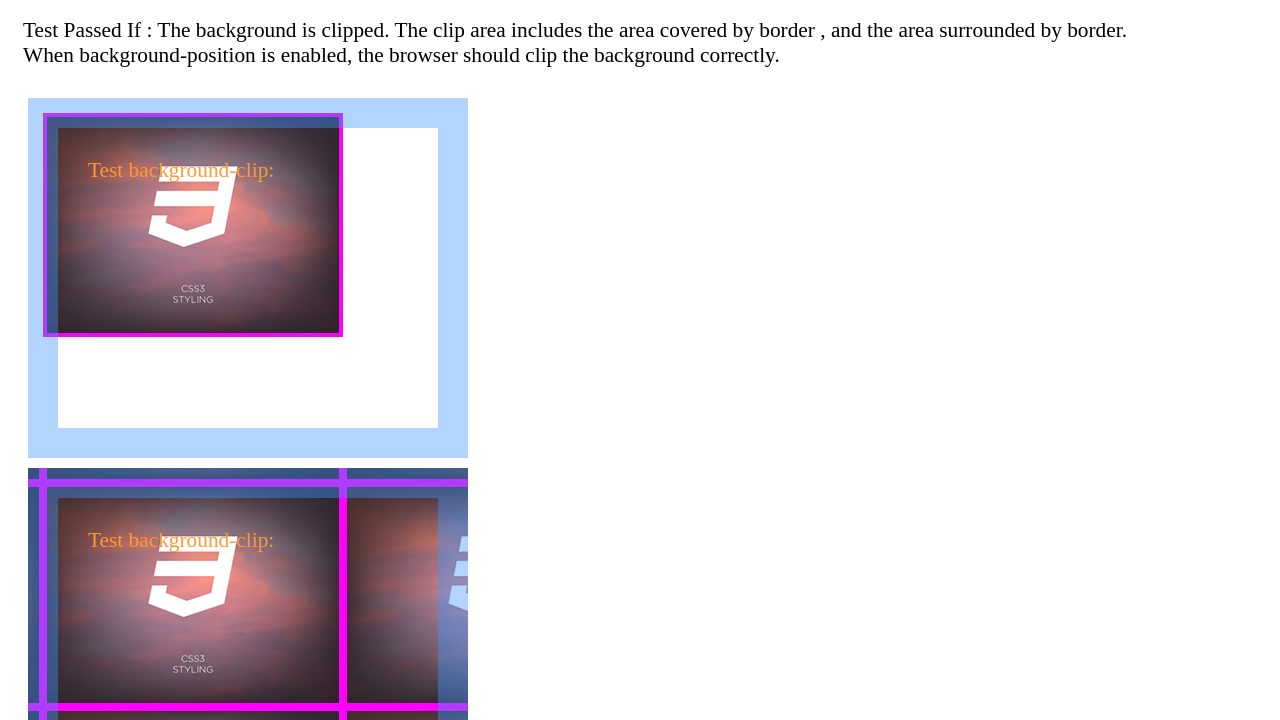 Test Passed If : The background is clipped. The clip area includes the area covered by border , and the area surrounded by border.
When background-position is enabled, the browser should clip the background correctly.
Test background-clip:
CSS3
STYLING
Test background-clip:
CSS3
STYLING